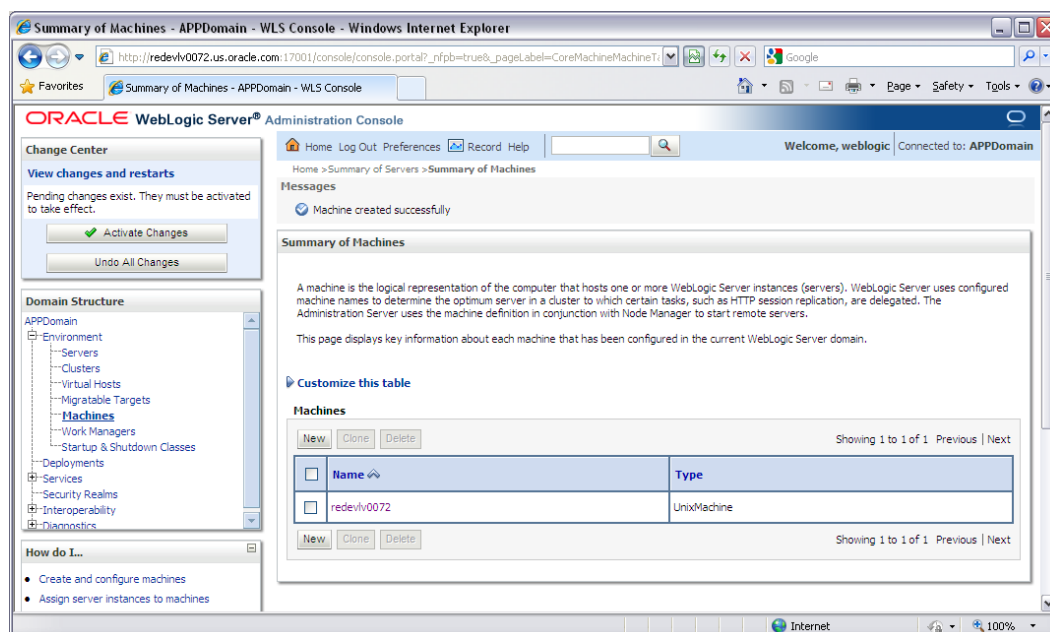 Summary of Machines - APPDomain - WLS Console - Windows Internet Explorer
http://redevlv0072.us.oracle.com:17001/console/console.portal?_nfpb=true&_pageLabel=CoreMachineMachineTa
Google
Favorites
Summary of Machines - APPDomain - WLS Console
Page
Safety
Tools
ORACLE WebLogic Server® Administration Console
Change Center
View changes and restarts
Pending changes exist. They must be activated
to take effect.
Activate Changes
Undo All Changes
Domain Structure
APPDomain
Environment
Servers
Clusters
Virtual Hosts
Migratable Targets
Machines
Work Managers
Startup & Shutdown Classes
Deployments
Services
Security Realms
Interoperability
Diagnostics
How do I...
Create and configure machines
Assign server instances to machines
Home Log Out Preferences Record Help
Welcome, weblogic Connected to: APPDomain
Home >Summary of Servers >Summary of Machines
Messages
Machine created successfully
Summary of Machines
A machine is the logical representation of the computer that hosts one or more WebLogic Server instances (servers). WebLogic Server uses configured
machine names to determine the optimum server in a cluster to which certain tasks, such as HTTP session replication, are delegated. The
Administration Server uses the machine definition in conjunction with Node Manager to start remote servers.
This page displays key information about each machine that has been configured in the current WebLogic Server domain.
Customize this table
Machines
New Clone Delete
Showing 1 to 1 of 1 Previous | Next
Name Type
redevlv0072 UnixMachine
New Clone Delete
Showing 1 to 1 of 1 Previous | Next
Internet
100%